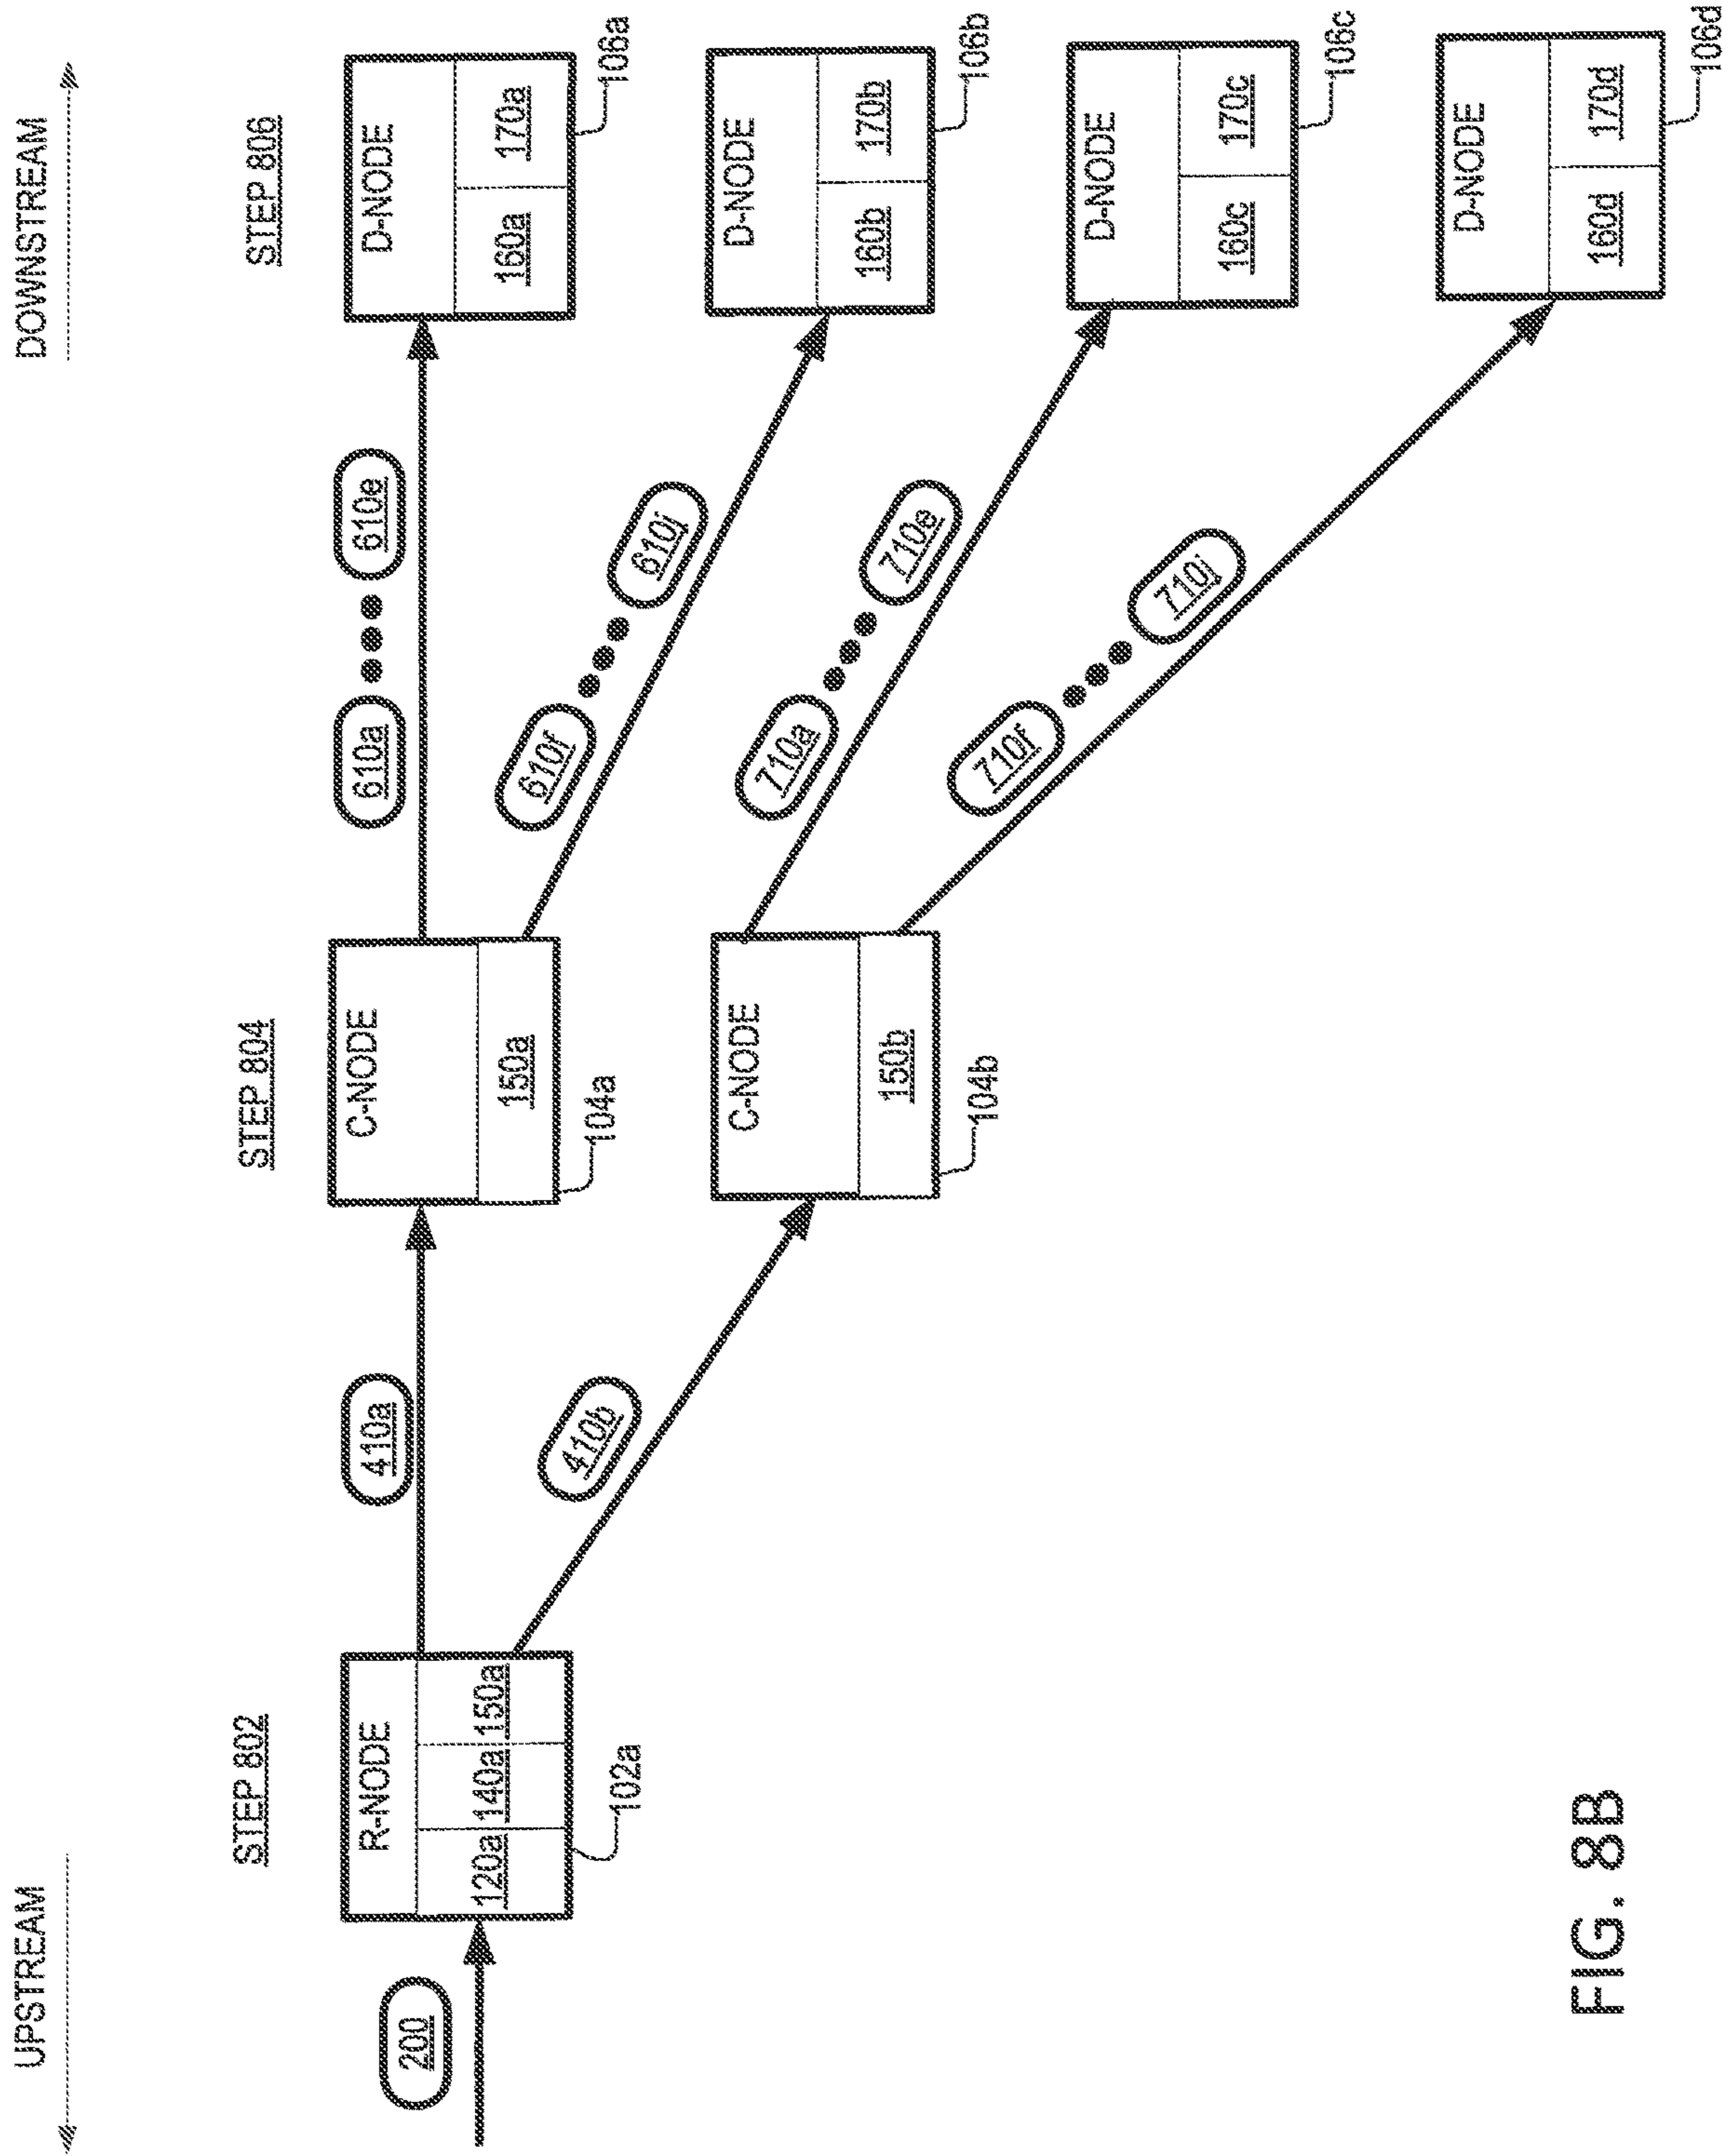 UPSTREAM
DOWNSTREAM
STEP 802
STEP 804
STEP 806
200
R-NODE
120a 140a 150a
102a
410a
410b
C-NODE
150a
104a
C-NODE
150b
104b
610a
610e
610f
610j
710a
710e
710f
710j
D-NODE
160a 170a
106a
D-NODE
160b 170b
106b
D-NODE
160c 170c
106c
D-NODE
160d 170d
106d
FIG. 8B